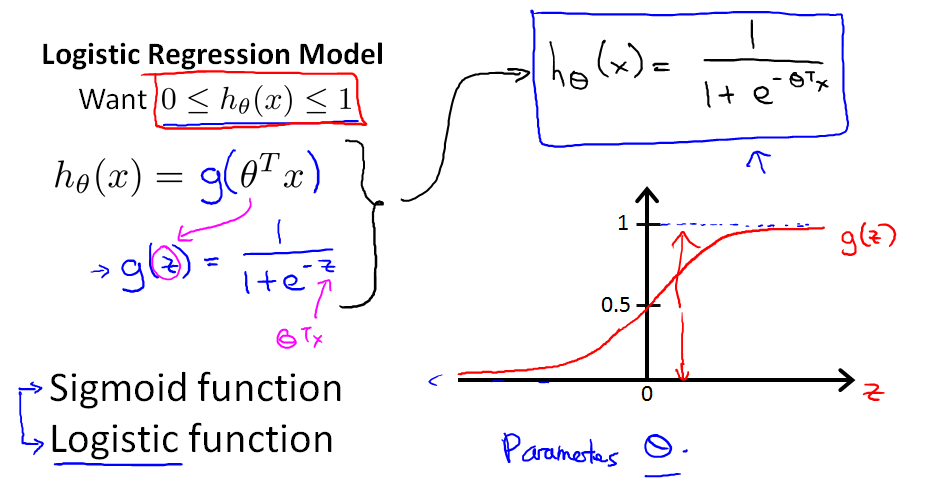 Logistic Regression Model
Want 0 ≤ hθ(x) ≤ 1
hθ(x) = g(θᵀx)
→ g(z) = 1 / (1 + e^(-z))
θᵀx
Sigmoid function
Logistic function
hθ(x) = 1 / (1 + e^(-θᵀx))
1
g(z)
0.5
0
z
Parametes θ.